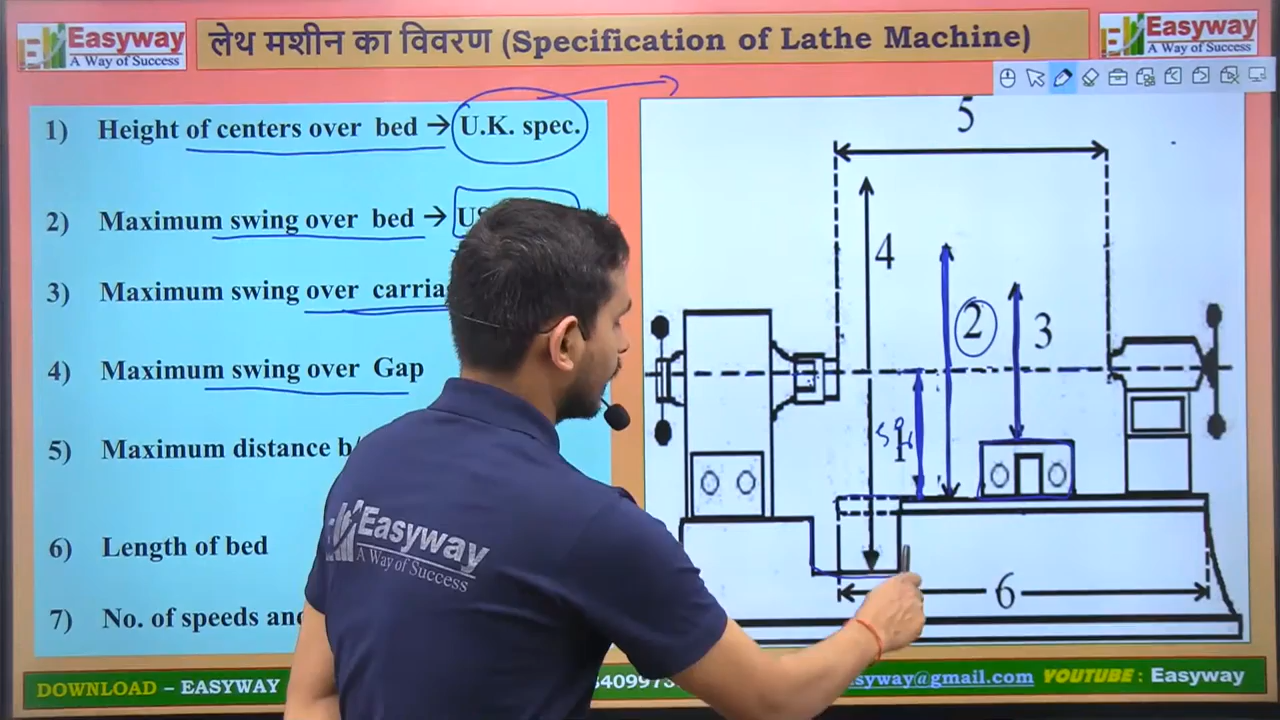 Easyway
A Way of Success
लेथ मशीन का विवरण (Specification of Lathe Machine)
Easyway
A Way of Success
1) Height of centers over bed → U.K. spec.
2) Maximum swing over bed → US
3) Maximum swing over carria
4) Maximum swing over Gap
5) Maximum distance b/
6) Length of bed
7) No. of speeds and
5
4
2
3
1
6
Easyway
A Way of Success
DOWNLOAD – EASYWAY
syway@gmail.com YOUTUBE : Easyway